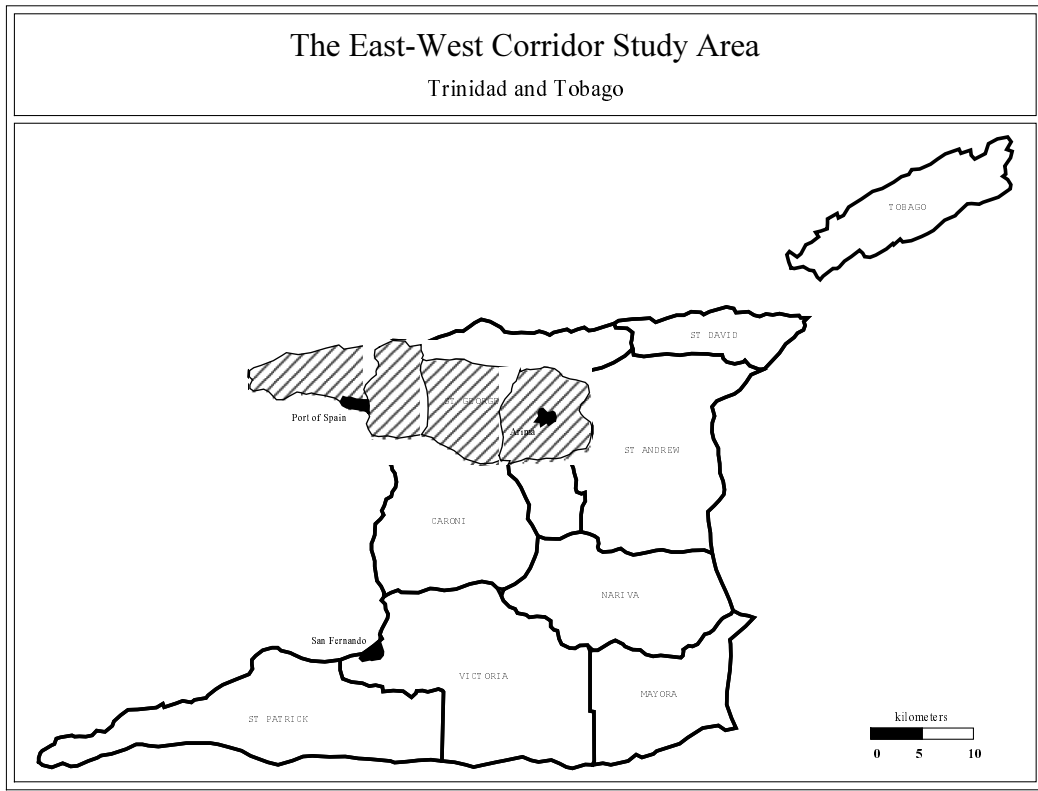 The East-West Corridor Study Area
Trinidad and Tobago
TOBAGO
ST DAVID
ST GEORGE
Port of Spain
Arima
ST ANDREW
CARONI
NARIVA
San Fernando
VICTORIA
MAYORA
ST PATRICK
kilometers
0 5 10